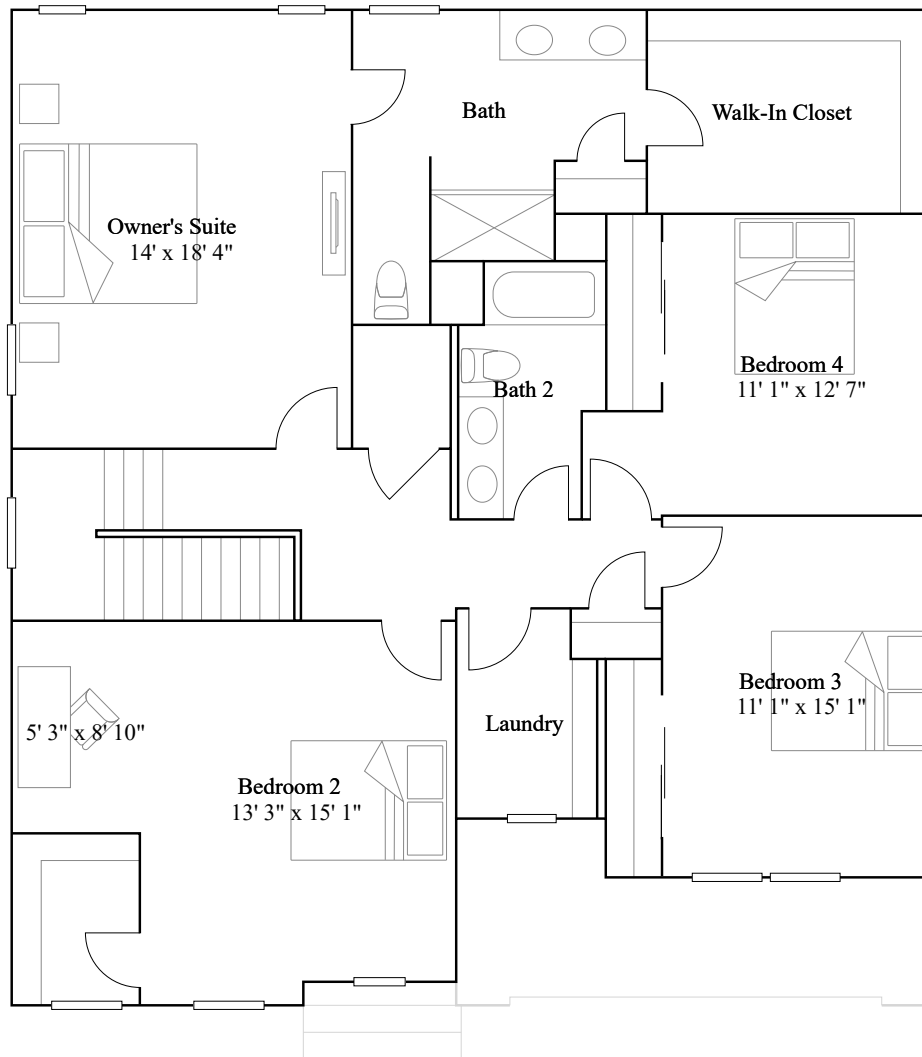 Bath
Walk-In Closet
Owner's Suite
14' x 18' 4"
Bedroom 4
11' 1" x 12' 7"
Bath 2
Bedroom 3
11' 1" x 15' 1"
Laundry
5' 3" x 8' 10"
Bedroom 2
13' 3" x 15' 1"